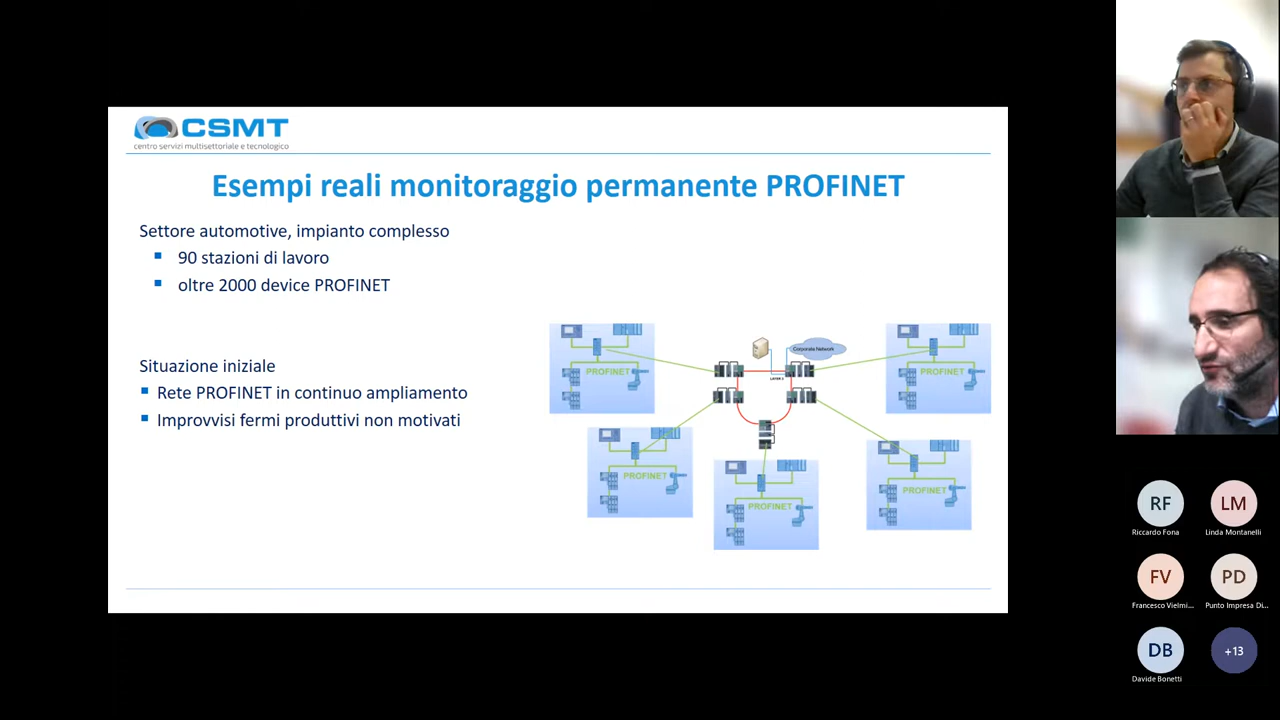 CSMT
centro servizi multisettoriale e tecnologico
Esempi reali monitoraggio permanente PROFINET
Settore automotive, impianto complesso
90 stazioni di lavoro
oltre 2000 device PROFINET
Situazione iniziale
Rete PROFINET in continuo ampliamento
Improvvisi fermi produttivi non motivati
Corporate Network
PROFINET
PROFINET
PROFINET
PROFINET
PROFINET
RF
LM
Riccardo Fona
Linda Montanelli
FV
PD
Francesco Vielmi...
Punto Impresa Di...
DB
+13
Davide Bonetti